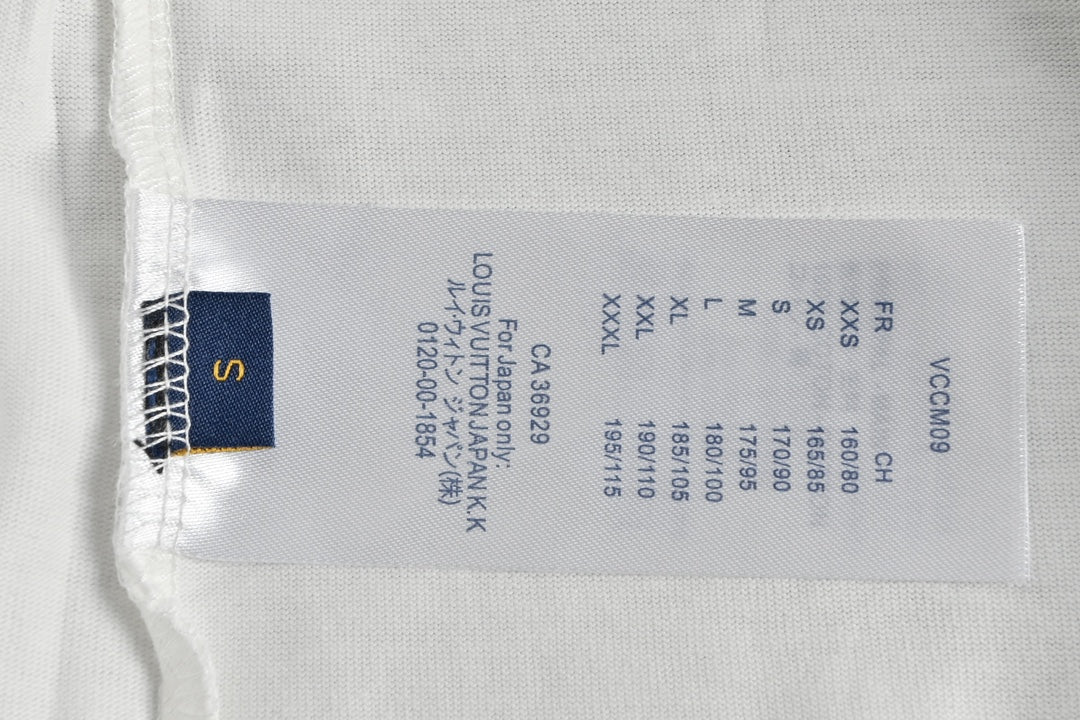 VCCM09
FR CH
XXS 160/80
XS 165/85
S 170/90
M 175/95
L 180/100
XL 185/105
XXL 190/110
XXXL 195/115
CA 36929
For Japan only:
LOUIS VUITTON JAPAN K.K
ルイ・ヴィトン ジャパン(株)
0120-00-1854
S